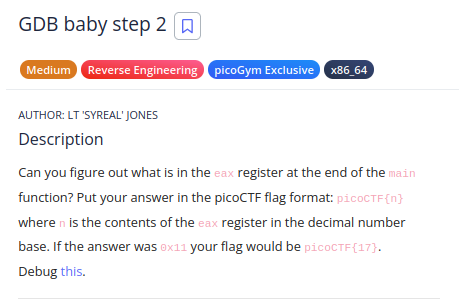 GDB baby step 2
Medium Reverse Engineering picoGym Exclusive x86_64
AUTHOR: LT 'SYREAL' JONES
Description
Can you figure out what is in the eax register at the end of the main
function? Put your answer in the picoCTF flag format: picoCTF{n}
where n is the contents of the eax register in the decimal number
base. If the answer was 0x11 your flag would be picoCTF{17}.
Debug this.